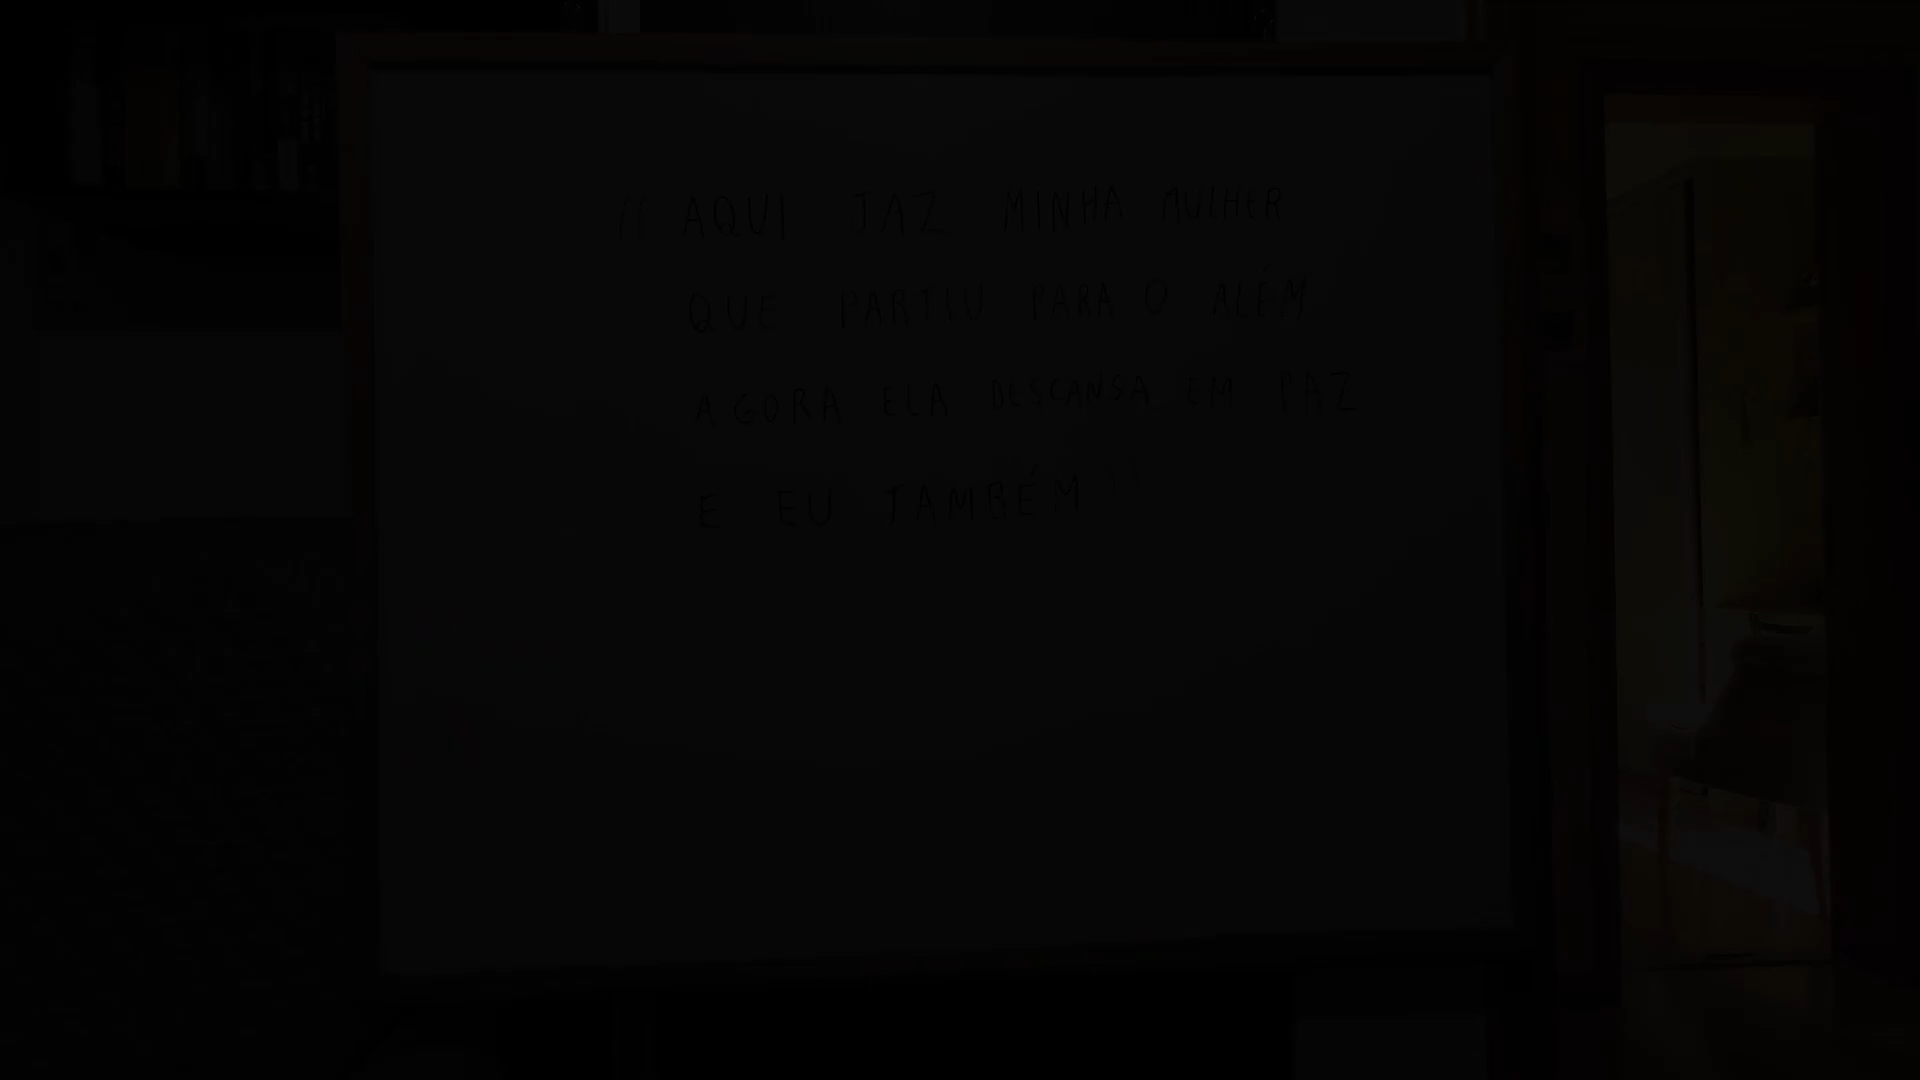 "AQUI JAZ MINHA MULHER
QUE PARTIU PARA O ALÉM
AGORA ELA DESCANSA EM PAZ
E EU TAMBÉM"